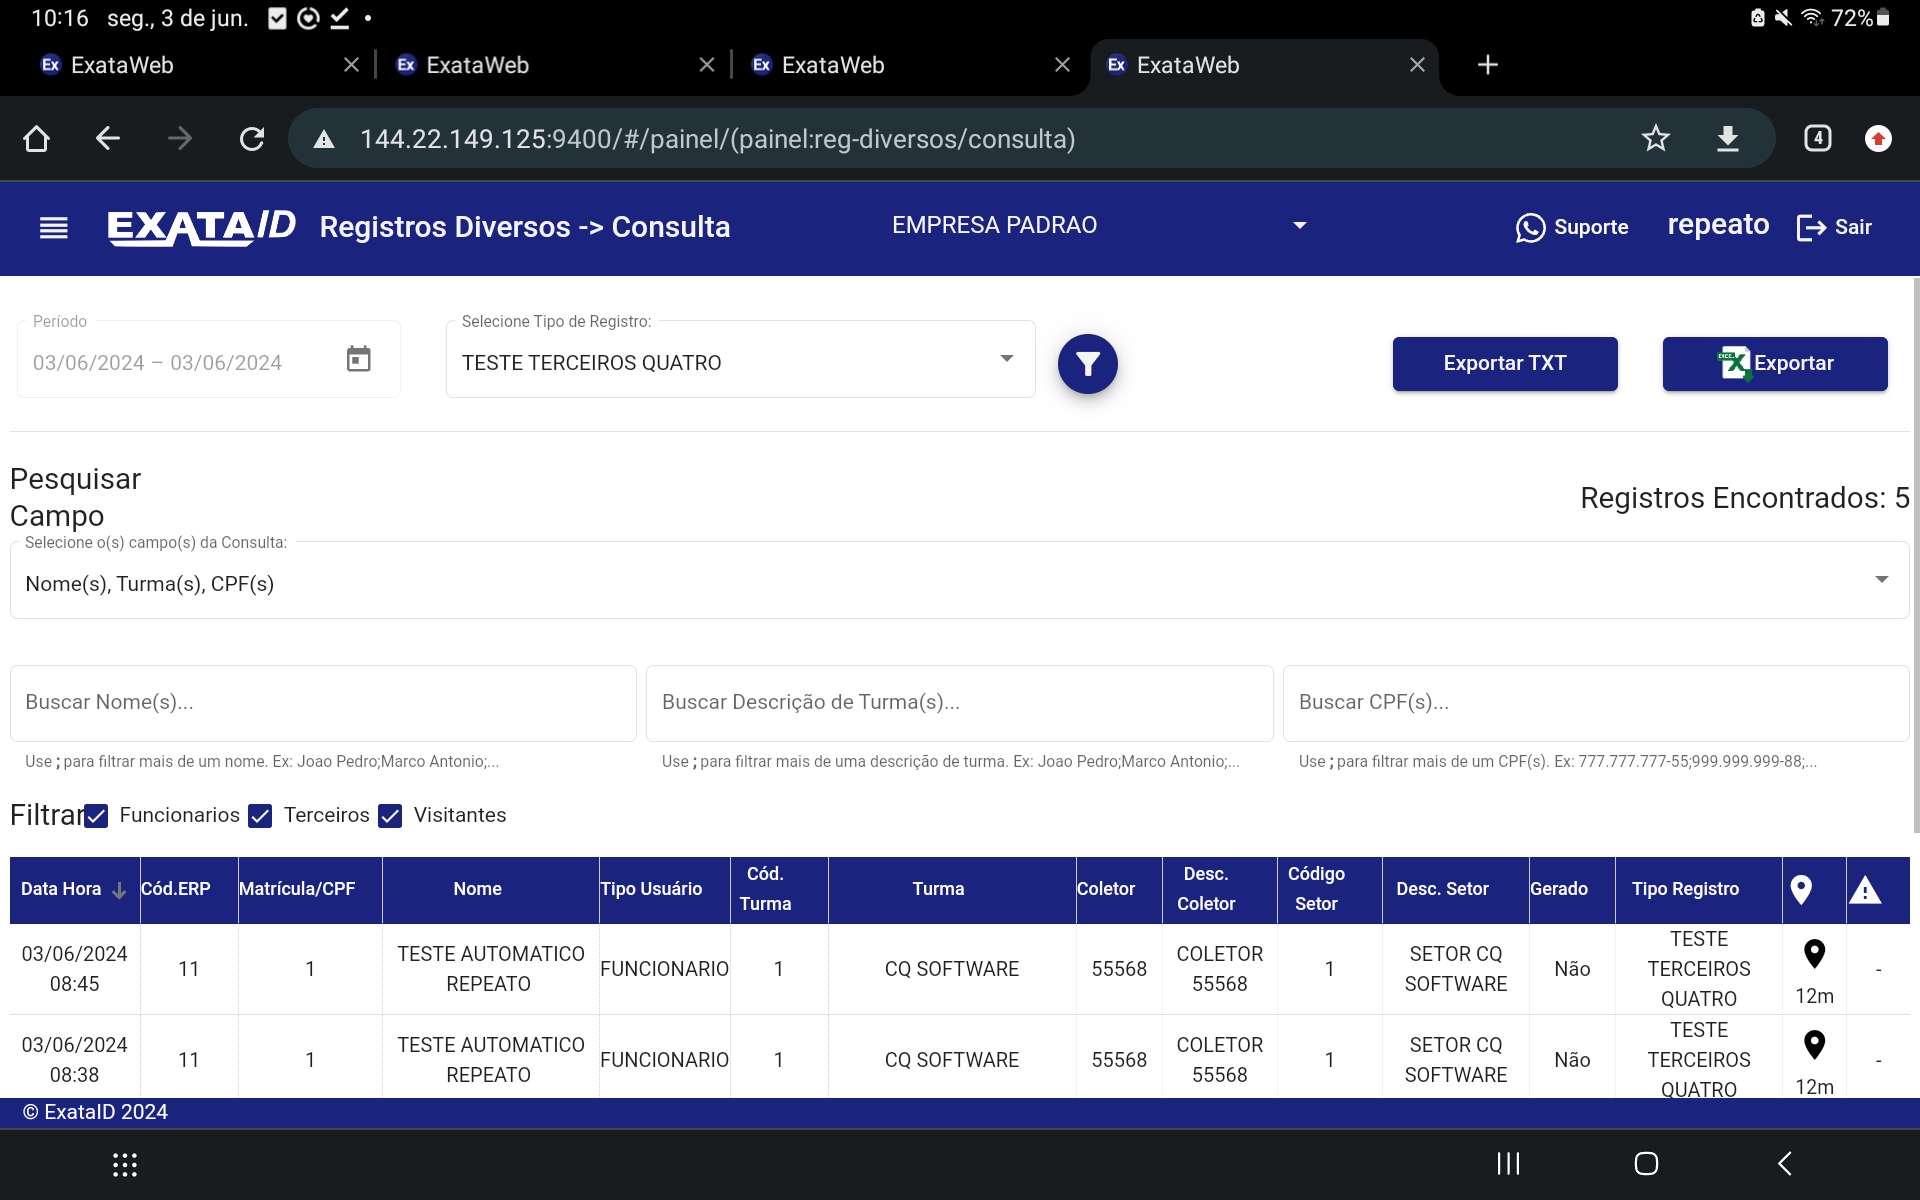 10:16 seg., 3 de jun. 72%
ExataWeb ExataWeb ExataWeb ExataWeb
144.22.149.125:9400/#/painel/(painel:reg-diversos/consulta) 4
EXATA ID Registros Diversos -> Consulta EMPRESA PADRAO Suporte repeato Sair
Período Selecione Tipo de Registro:
03/06/2024 – 03/06/2024 TESTE TERCEIROS QUATRO Exportar TXT Exportar
Pesquisar
Campo
Registros Encontrados: 5
Selecione o(s) campo(s) da Consulta:
Nome(s), Turma(s), CPF(s)
Buscar Nome(s)... Buscar Descrição de Turma(s)... Buscar CPF(s)...
Use ; para filtrar mais de um nome. Ex: Joao Pedro;Marco Antonio;... Use ; para filtrar mais de uma descrição de turma. Ex: Joao Pedro;Marco Antonio;... Use ; para filtrar mais de um CPF(s). Ex: 777.777.777-55;999.999.999-88;...
Filtrar Funcionarios Terceiros Visitantes
Data Hora Cód.ERP Matrícula/CPF Nome Tipo Usuário Cód. Turma Turma Coletor Desc. Coletor Código Setor Desc. Setor Gerado Tipo Registro
03/06/2024 08:45 11 1 TESTE AUTOMATICO REPEATO FUNCIONARIO 1 CQ SOFTWARE 55568 COLETOR 55568 1 SETOR CQ SOFTWARE Não TESTE TERCEIROS QUATRO 12m -
03/06/2024 08:38 11 1 TESTE AUTOMATICO REPEATO FUNCIONARIO 1 CQ SOFTWARE 55568 COLETOR 55568 1 SETOR CQ SOFTWARE Não TESTE TERCEIROS QUATRO 12m -
© ExataID 2024